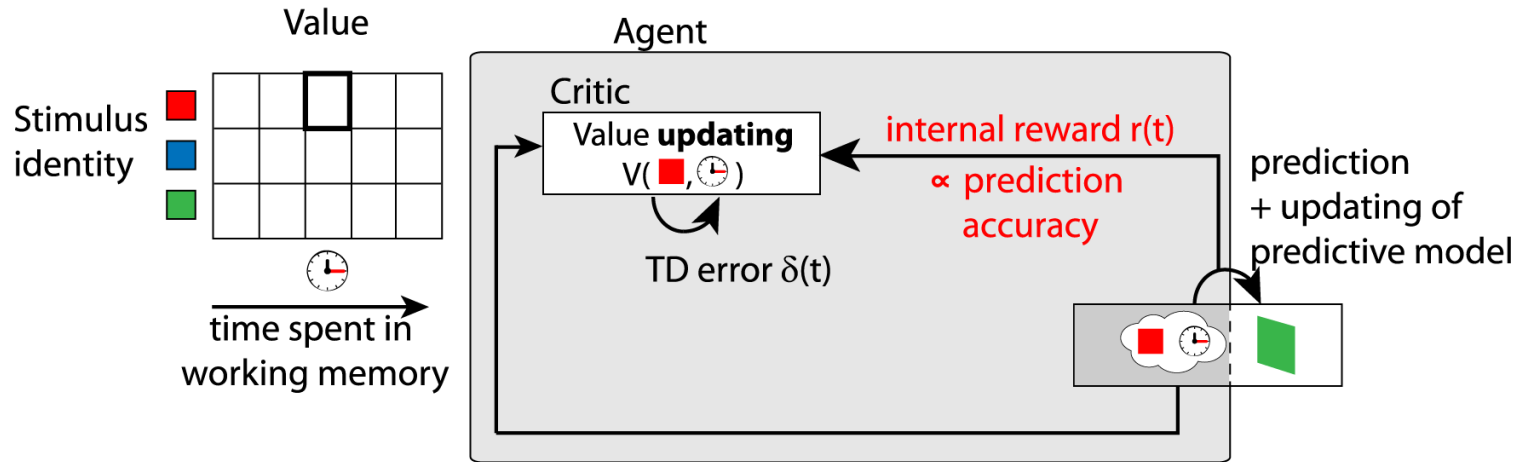 Value
Stimulus
identity
time spent in
working memory
Agent
Critic
Value updating
V( , )
TD error δ(t)
internal reward r(t)
∝ prediction
accuracy
prediction
+ updating of
predictive model